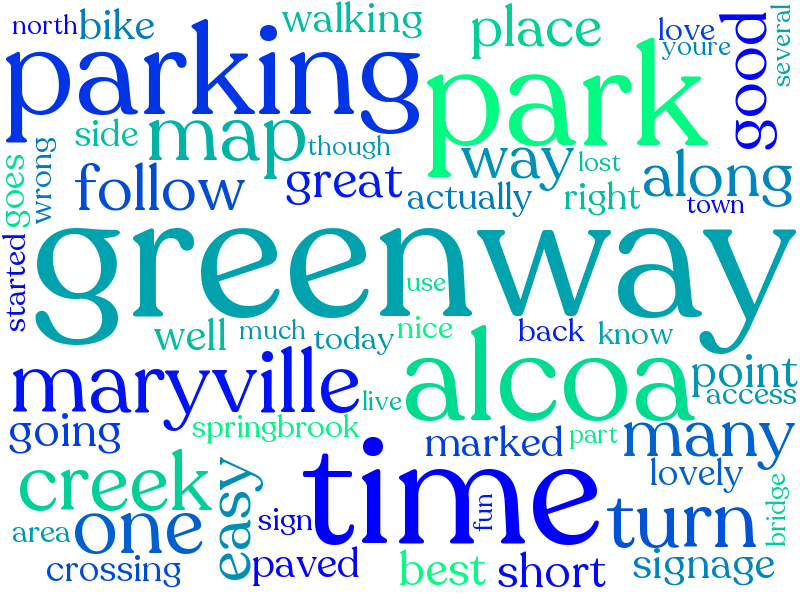 north bike walking place love
youre several
parking park good
side map though
goes wrong follow great way lost along
actually right town
greenway
started use
well much today nice back know
maryville alcoa point
live access
going springbrook marked part many
creek time lovely
one easy sign fun turn bridge
area
crossing paved best short signage